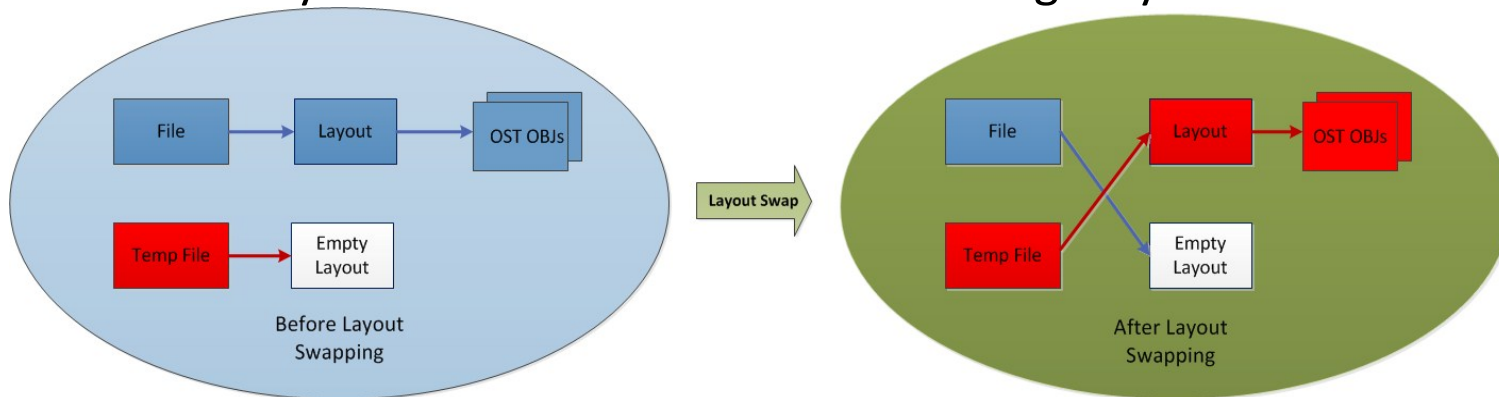 File
Layout
OST OBJs
Temp File
Empty
Layout
Before Layout
Swapping
Layout Swap
File
Layout
OST OBJs
Temp File
Empty
Layout
After Layout
Swapping